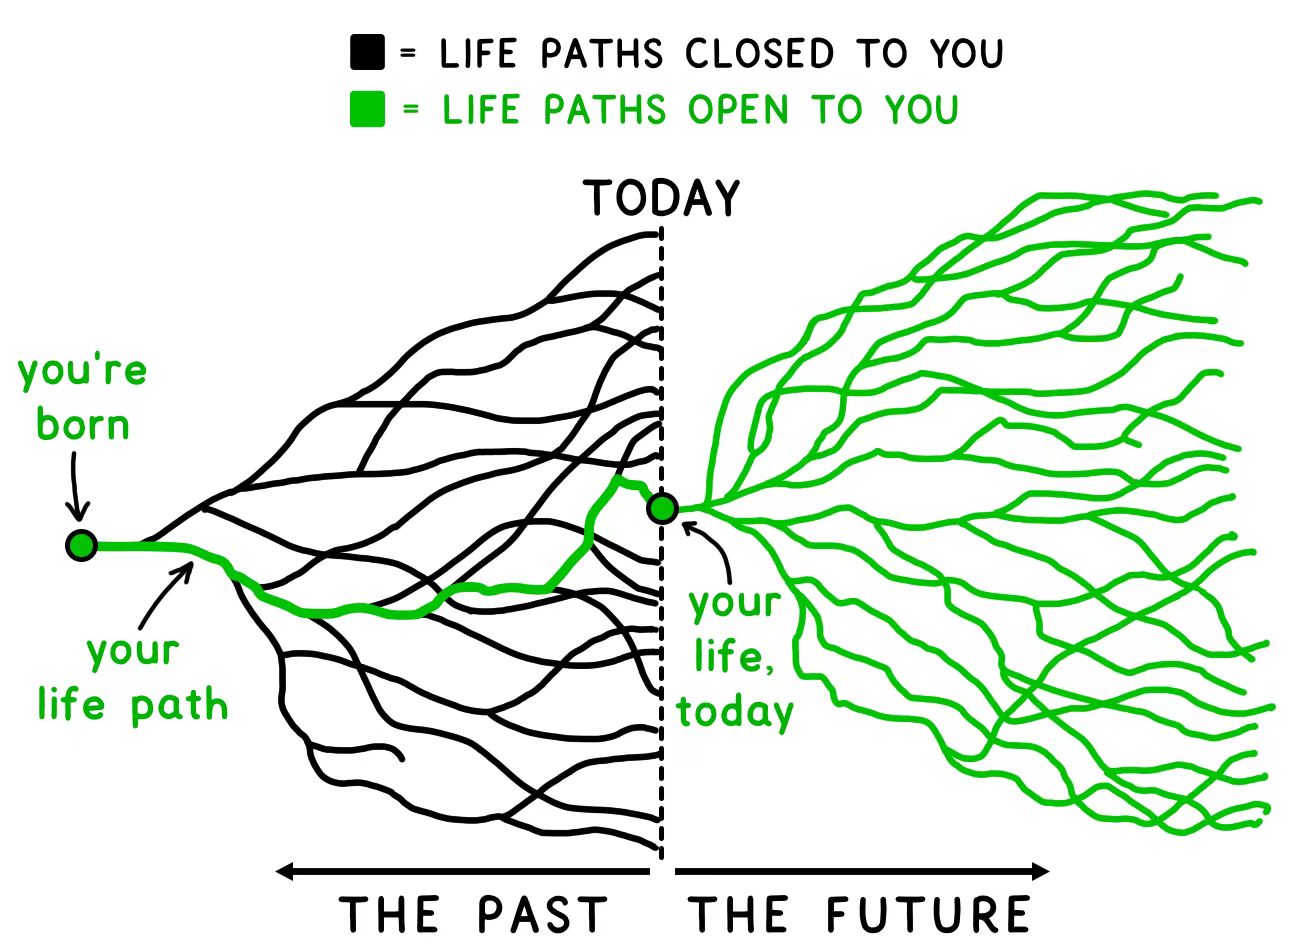 = LIFE PATHS CLOSED TO YOU
= LIFE PATHS OPEN TO YOU
TODAY
you're
born
your
life path
your
life,
today
THE PAST
THE FUTURE